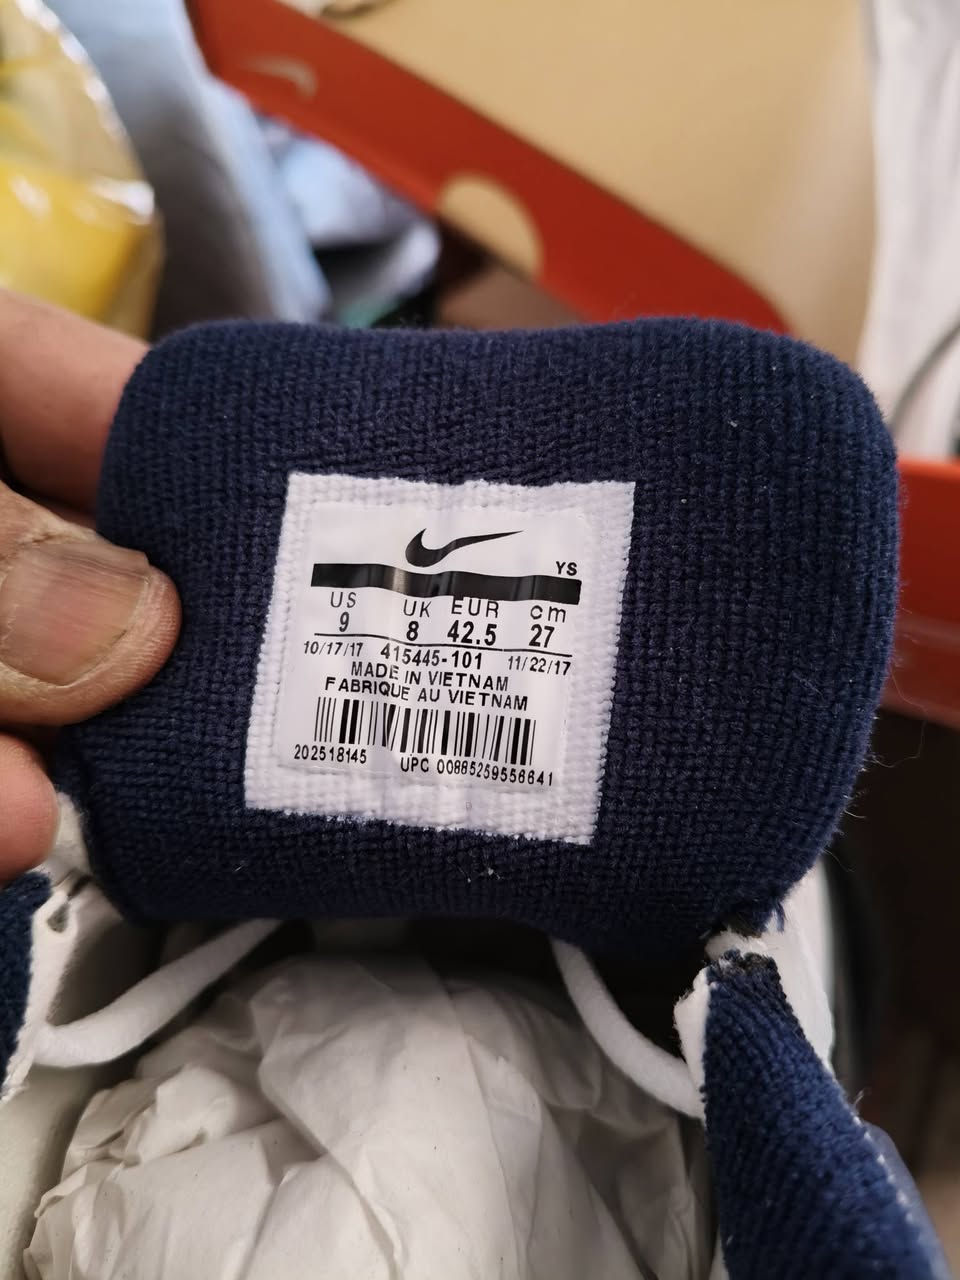 YS
US UK EUR cm
9 8 42.5 27
10/17/17 415445-101 11/22/17
MADE IN VIETNAM
FABRIQUE AU VIETNAM
202518145 UPC 00885259556641